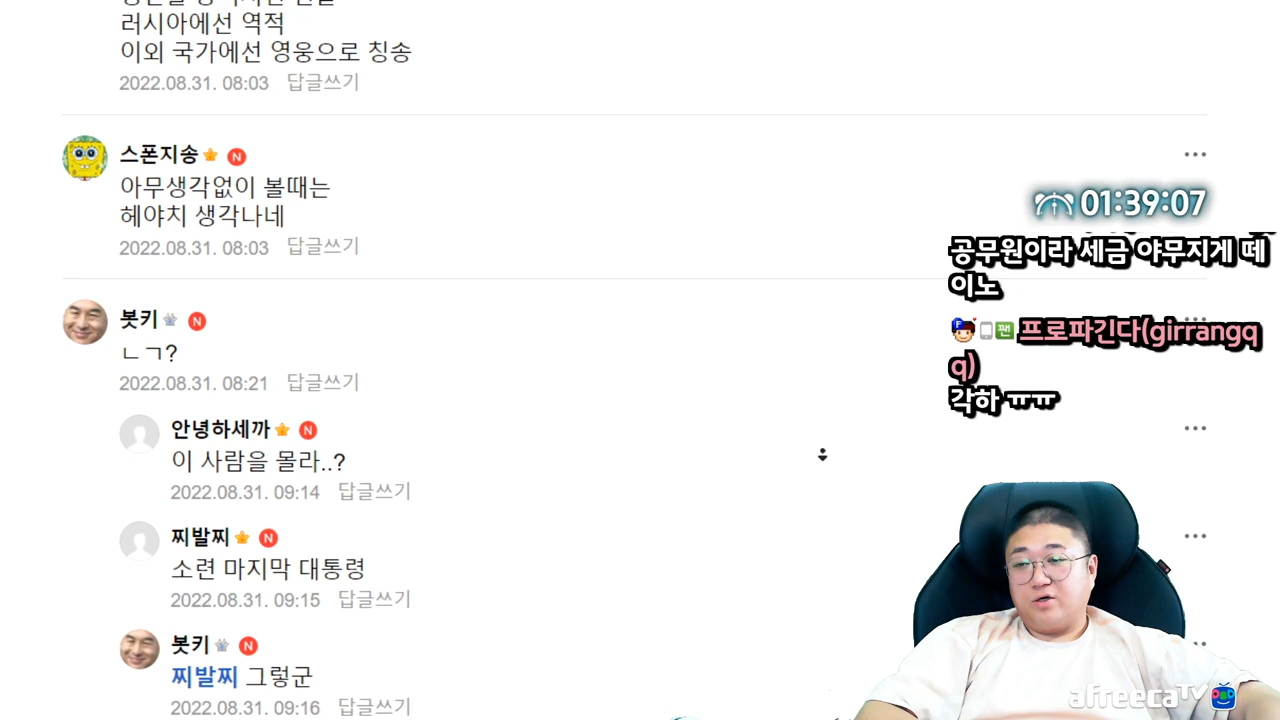 러시아에선 역적
이외 국가에선 영웅으로 칭송
2022.08.31. 08:03 답글쓰기
스폰지송 N
아무생각없이 볼때는
헤야치 생각나네
2022.08.31. 08:03 답글쓰기
01:39:07
공무원이라 세금 야무지게 떼
이노
프로파긴다(girrangq
q)
각하 ㅠㅠ
봇키 N
ㄴㄱ?
2022.08.31. 08:21 답글쓰기
안녕하세까 N
이 사람을 몰라..?
2022.08.31. 09:14 답글쓰기
찌발찌 N
소련 마지막 대통령
2022.08.31. 09:15 답글쓰기
봇키 N
찌발찌 그렇군
2022.08.31. 09:16 답글쓰기
afreecaTV